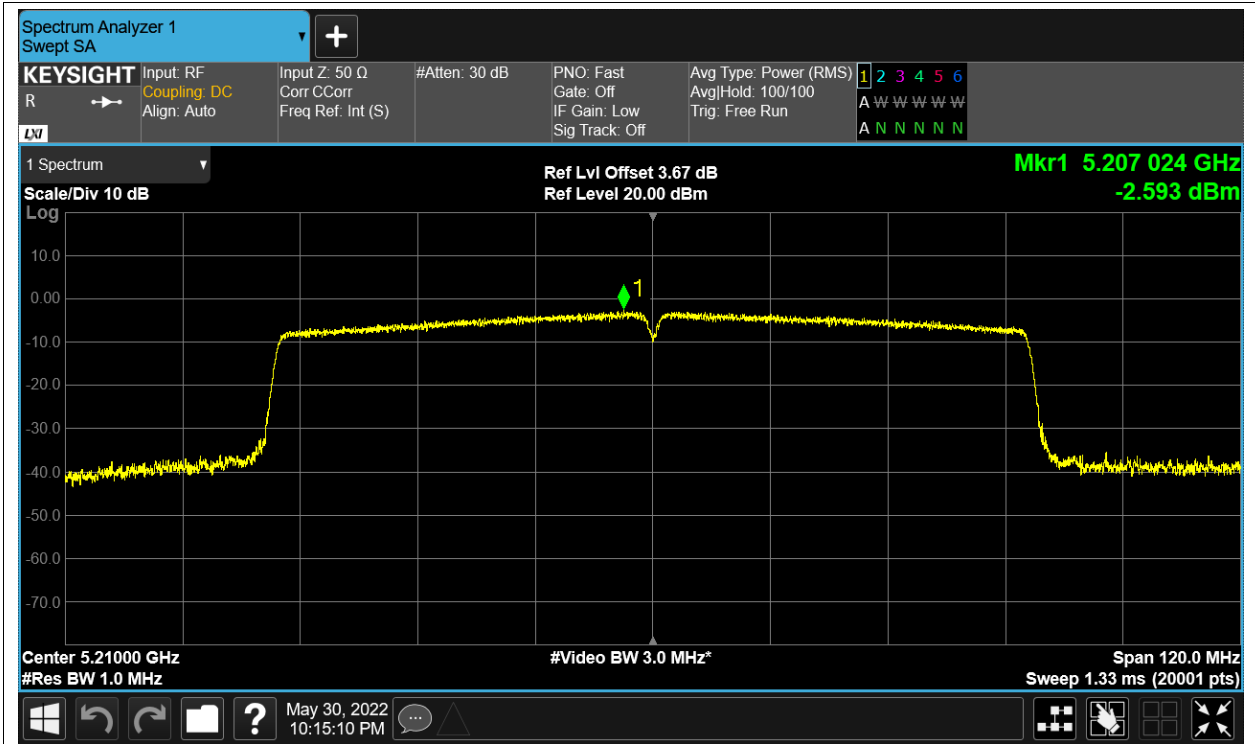 Spectrum Analyzer 1
Swept SA
KEYSIGHT
R
LXI
Input: RF
Coupling: DC
Align: Auto
Input Z: 50 Ω
Corr CCorr
Freq Ref: Int (S)
#Atten: 30 dB
PNO: Fast
Gate: Off
IF Gain: Low
Sig Track: Off
Avg Type: Power (RMS)
Avg|Hold: 100/100
Trig: Free Run
1 2 3 4 5 6
A W W W W W
A N N N N N
1 Spectrum
Scale/Div 10 dB
Log
Ref Lvl Offset 3.67 dB
Ref Level 20.00 dBm
Mkr1 5.207 024 GHz
-2.593 dBm
10.0
0.00
-10.0
-20.0
-30.0
-40.0
-50.0
-60.0
-70.0
1
Center 5.21000 GHz
#Res BW 1.0 MHz
#Video BW 3.0 MHz*
Span 120.0 MHz
Sweep 1.33 ms (20001 pts)
?
May 30, 2022
10:15:10 PM